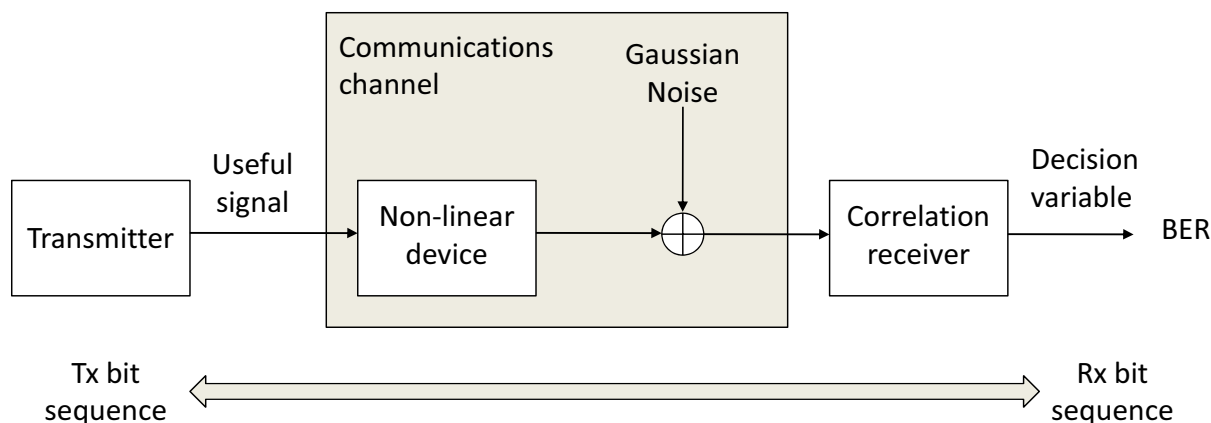 Communications
channel
Gaussian
Noise
Useful
signal
Decision
variable
Transmitter
Non-linear
device
Correlation
receiver
BER
Tx bit
sequence
Rx bit
sequence